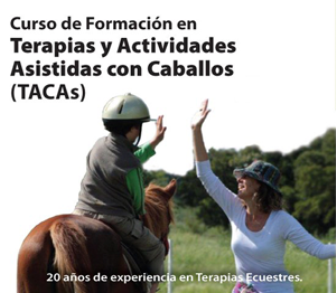 Curso de Formación en
Terapias y Actividades
Asistidas con Caballos
(TACAs)
20 años de experiencia en Terapias Ecuestres.